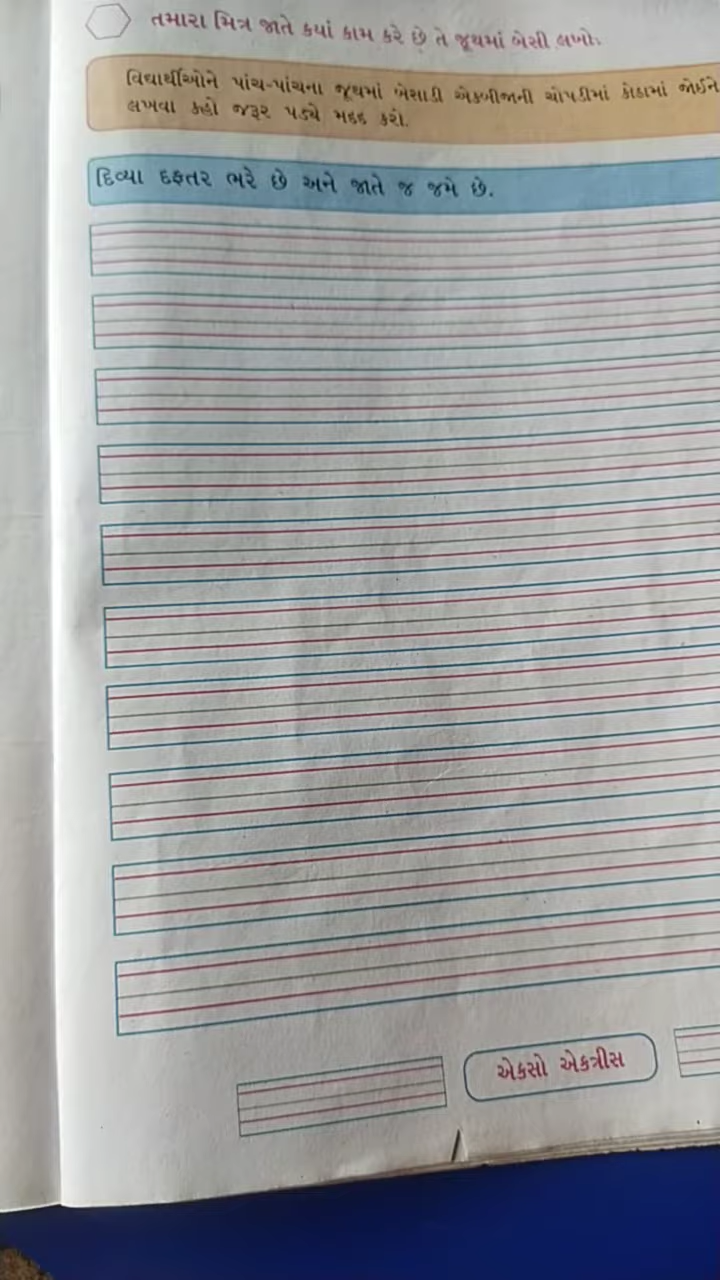 તમારા મિત્ર જાતે કયાં કામ કરે છે તે જૂથમાં બેસી લખો:
વિદ્યાર્થીઓને પાંચ-પાંચના જૂથમાં બેસાડી એકબીજાની ચોપડીમાં કોઠામાં જોઈને
લખવા કહો જરૂર પડ્યે મદદ કરો.
દિવ્યા દફતર ભરે છે અને જાતે જ જમે છે.
એકસો એકત્રીસ